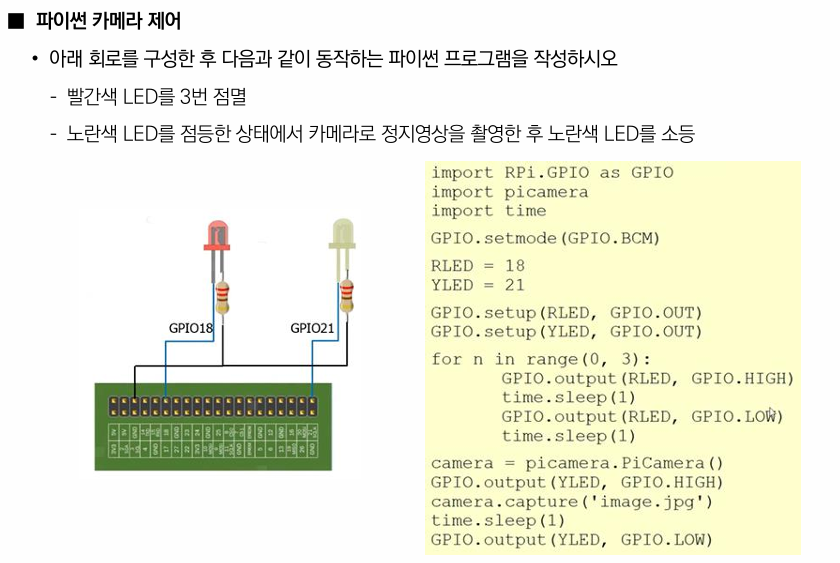 ■ 파이썬 카메라 제어
• 아래 회로를 구성한 후 다음과 같이 동작하는 파이썬 프로그램을 작성하시오
- 빨간색 LED를 3번 점멸
- 노란색 LED를 점등한 상태에서 카메라로 정지영상을 촬영한 후 노란색 LED를 소등
GPIO18
GPIO21
import RPi.GPIO as GPIO
import picamera
import time
GPIO.setmode(GPIO.BCM)
RLED = 18
YLED = 21
GPIO.setup(RLED, GPIO.OUT)
GPIO.setup(YLED, GPIO.OUT)
for n in range(0, 3):
GPIO.output(RLED, GPIO.HIGH)
time.sleep(1)
GPIO.output(RLED, GPIO.LOW)
time.sleep(1)
camera = picamera.PiCamera()
GPIO.output(YLED, GPIO.HIGH)
camera.capture('image.jpg')
time.sleep(1)
GPIO.output(YLED, GPIO.LOW)